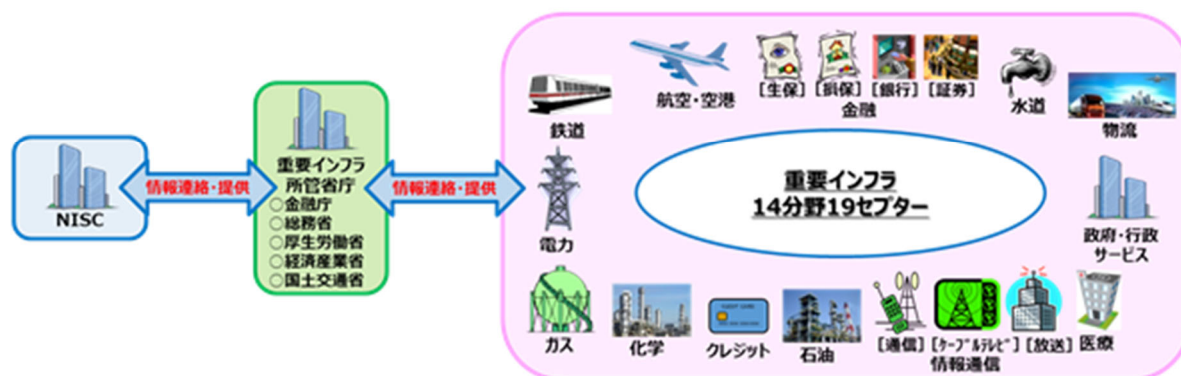 NISC
情報連絡・提供
重要インフラ
所管省庁
○金融庁
○総務省
○厚生労働省
○経済産業省
○国土交通省
情報連絡・提供
鉄道
航空・空港
[生保] [損保] [銀行] [証券]
金融
水道
物流
電力
重要インフラ
14分野19セプター
政府・行政
サービス
ガス
化学
クレジット
石油
[通信] [ｹｰﾌﾞﾙﾃﾚﾋﾞ] [放送]
情報通信
医療